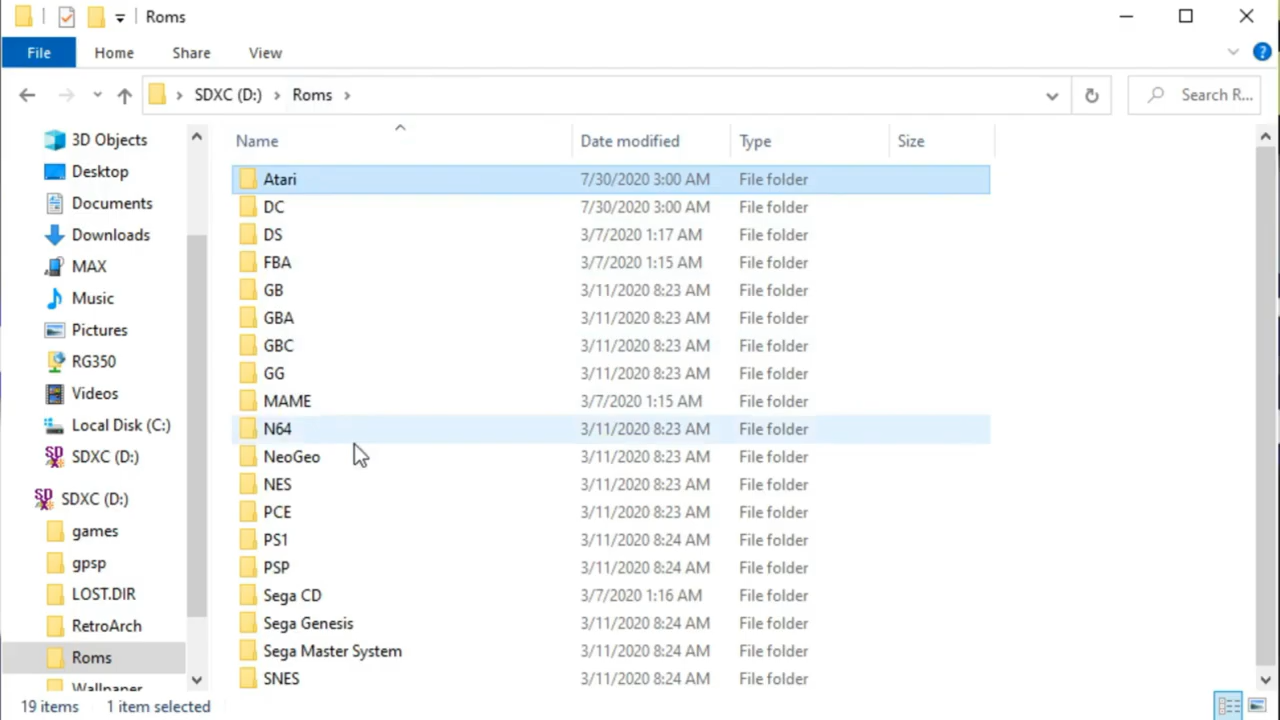 Roms
File Home Share View
SDXC (D:) Roms Search R...
Name Date modified Type Size
3D Objects
Desktop
Documents
Downloads
MAX
Music
Pictures
RG350
Videos
Local Disk (C:)
SDXC (D:)
SDXC (D:)
games
gpsp
LOST.DIR
RetroArch
Roms
Wallpaper
Atari 7/30/2020 3:00 AM File folder
DC 7/30/2020 3:00 AM File folder
DS 3/7/2020 1:17 AM File folder
FBA 3/7/2020 1:15 AM File folder
GB 3/11/2020 8:23 AM File folder
GBA 3/11/2020 8:23 AM File folder
GBC 3/11/2020 8:23 AM File folder
GG 3/11/2020 8:23 AM File folder
MAME 3/7/2020 1:15 AM File folder
N64 3/11/2020 8:23 AM File folder
NeoGeo 3/11/2020 8:23 AM File folder
NES 3/11/2020 8:23 AM File folder
PCE 3/11/2020 8:23 AM File folder
PS1 3/11/2020 8:24 AM File folder
PSP 3/11/2020 8:24 AM File folder
Sega CD 3/7/2020 1:16 AM File folder
Sega Genesis 3/11/2020 8:24 AM File folder
Sega Master System 3/11/2020 8:24 AM File folder
SNES 3/11/2020 8:24 AM File folder
19 items 1 item selected